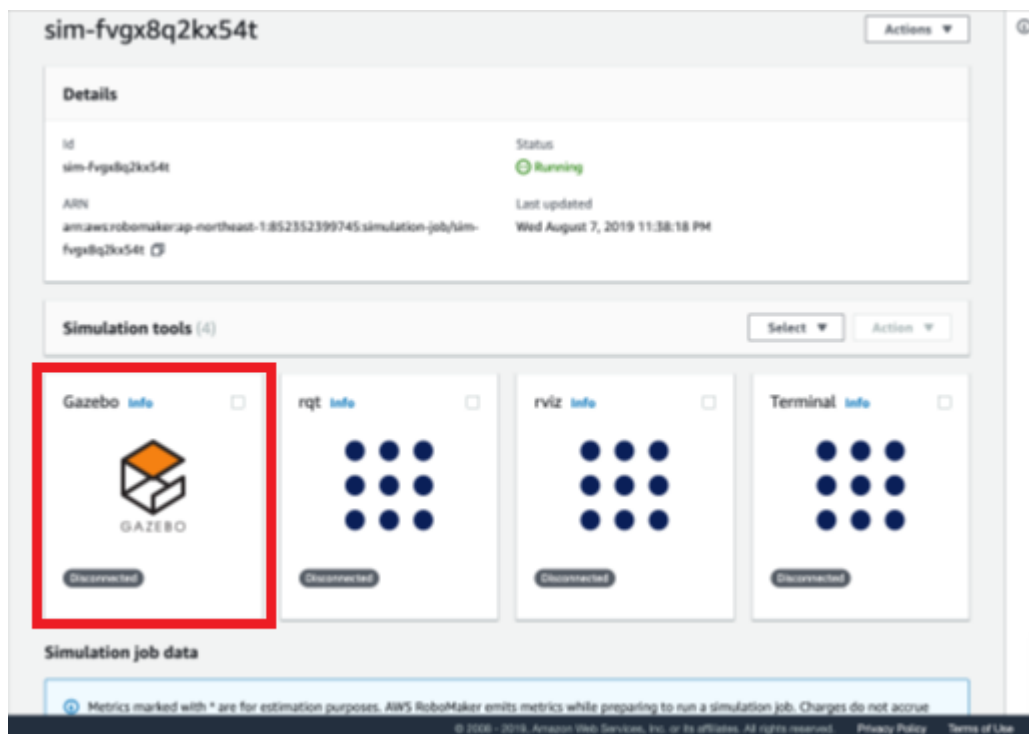 sim-fvgx8q2kx54t
Actions ▼
Details
Id
sim-fvgx8q2kx54t
Status
Running
ARN
arn:aws:robomaker:ap-northeast-1:852352399745:simulation-job/sim-
fvgx8q2kx54t
Last updated
Wed August 7, 2019 11:38:18 PM
Simulation tools (4)
Select ▼
Action ▼
Gazebo Info
GAZEBO
Disconnected
rqt Info
Disconnected
rviz Info
Disconnected
Terminal Info
Disconnected
Simulation job data
Metrics marked with * are for estimation purposes. AWS RoboMaker emits metrics while preparing to run a simulation job. Charges do not accrue
© 2008 - 2019, Amazon Web Services, Inc. or its affiliates. All rights reserved.
Privacy Policy
Terms of Use